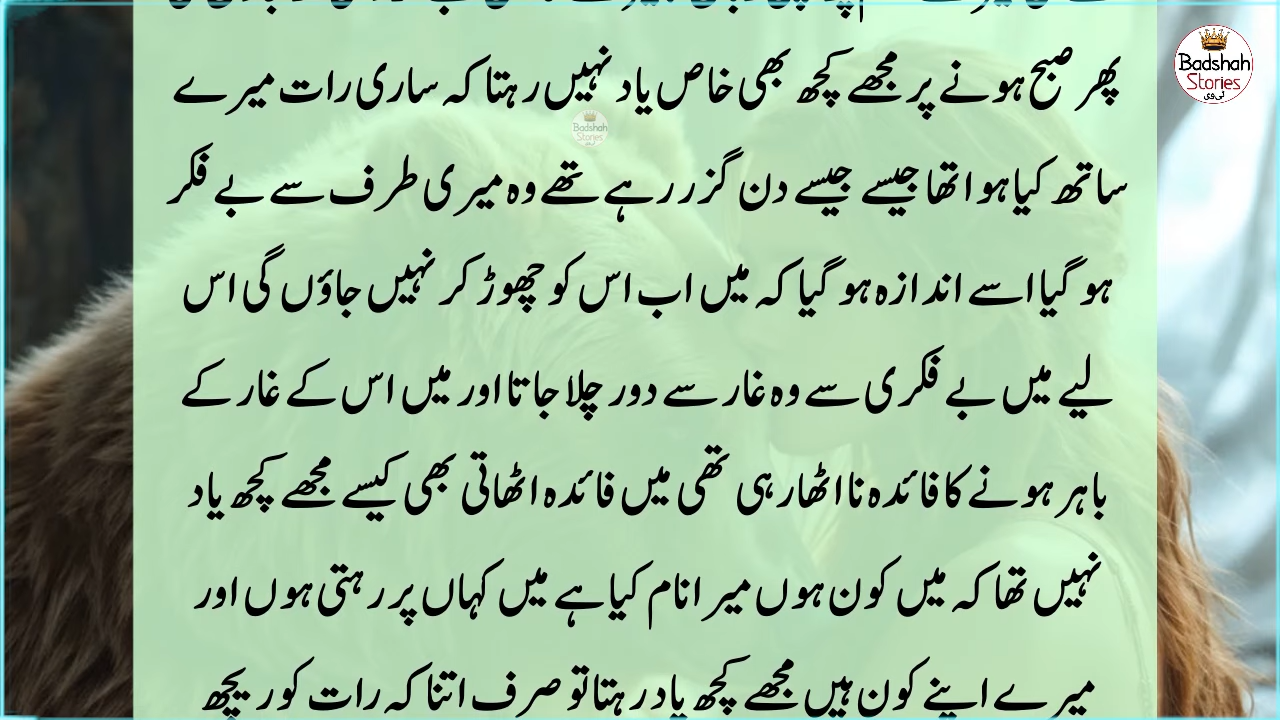 پھر صبح ہونے پر مجھے کچھ بھی خاص یاد نہیں رہتا کہ ساری رات میرے
ساتھ کیا ہوا تھا جیسے جیسے دن گزر رہے تھے وہ میری طرف سے بے فکر
ہو گیا اسے اندازہ ہو گیا کہ میں اب اس کو چھوڑ کر نہیں جاؤں گی اس
لیے میں بے فکری سے وہ غار سے دور چلا جاتا اور میں اس کے غار کے
باہر ہونے کا فائدہ نا اٹھا رہی تھی میں فائدہ اٹھاتی بھی کیسے مجھے کچھ یاد
نہیں تھا کہ میں کون ہوں میرا نام کیا ہے میں کہاں پر رہتی ہوں اور
میرے اپنے کون ہیں مجھے کچھ یاد رہتا تو صرف اتنا کہ رات کو ریچھ
Badshah
Stories
ٹی وی
Badshah
Stories